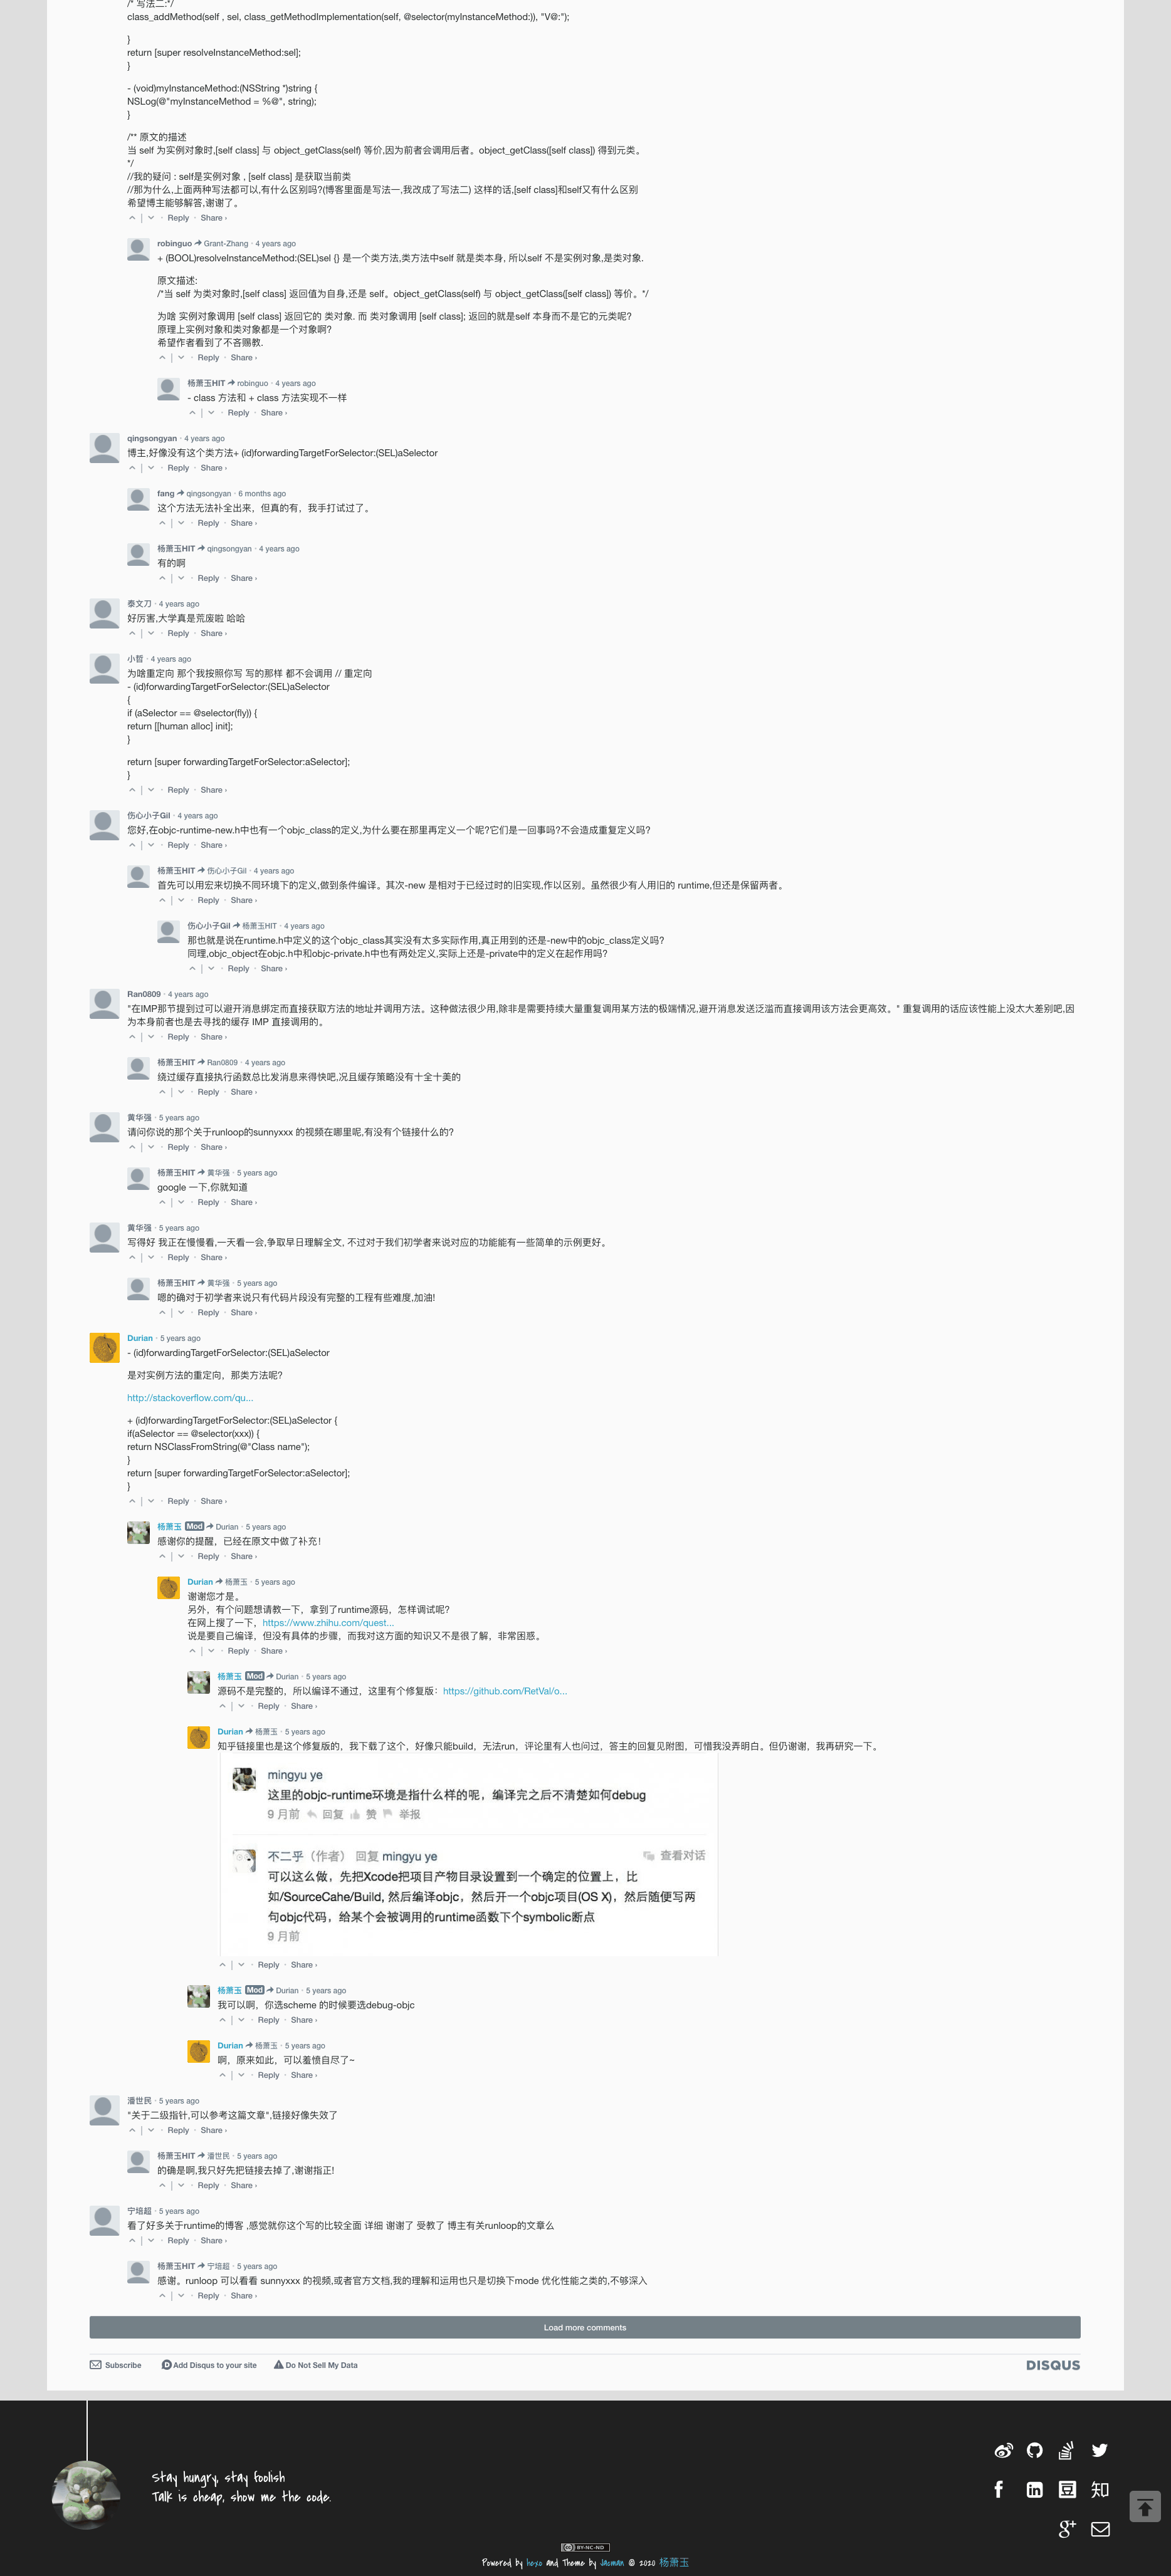 /* 写法二:*/
class_addMethod(self , sel, class_getMethodImplementation(self, @selector(myInstanceMethod:)), "V@:");
}
return [super resolveInstanceMethod:sel];
}
- (void)myInstanceMethod:(NSString *)string {
NSLog(@"myInstanceMethod = %@", string);
}
/** 原文的描述
当 self 为实例对象时,[self class] 与 object_getClass(self) 等价,因为前者会调用后者。object_getClass([self class]) 得到元类。
*/
//我的疑问 : self是实例对象 , [self class] 是获取当前类
//那为什么,上面两种写法都可以,有什么区别吗?(博客里面是写法一,我改成了写法二) 这样的话,[self class]和self又有什么区别
希望博主能够解答,谢谢了。
Reply · Share ›
robinguo Grant-Zhang · 4 years ago
+ (BOOL)resolveInstanceMethod:(SEL)sel {} 是一个类方法,类方法中self 就是类本身, 所以self 不是实例对象,是类对象.
原文描述:
/*当 self 为类对象时,[self class] 返回值为自身,还是 self。object_getClass(self) 与 object_getClass([self class]) 等价。*/
为啥 实例对象调用 [self class] 返回它的 类对象. 而 类对象调用 [self class]; 返回的就是self 本身而不是它的元类呢?
原理上实例对象和类对象都是一个对象啊?
希望作者看到了不吝赐教.
Reply · Share ›
杨萧玉HIT robinguo · 4 years ago
- class 方法和 + class 方法实现不一样
Reply · Share ›
qingsongyan · 4 years ago
博主,好像没有这个类方法+ (id)forwardingTargetForSelector:(SEL)aSelector
Reply · Share ›
fang qingsongyan · 6 months ago
这个方法无法补全出来，但真的有，我手打试过了。
Reply · Share ›
杨萧玉HIT qingsongyan · 4 years ago
有的啊
Reply · Share ›
泰文刀 · 4 years ago
好厉害,大学真是荒废啦 哈哈
Reply · Share ›
小哲 · 4 years ago
为啥重定向 那个我按照你写 写的那样 都不会调用 // 重定向
- (id)forwardingTargetForSelector:(SEL)aSelector
{
if (aSelector == @selector(fly)) {
return [[human alloc] init];
}
return [super forwardingTargetForSelector:aSelector];
}
Reply · Share ›
伤心小子Gil · 4 years ago
您好,在objc-runtime-new.h中也有一个objc_class的定义,为什么要在那里再定义一个呢?它们是一回事吗?不会造成重复定义吗?
Reply · Share ›
杨萧玉HIT 伤心小子Gil · 4 years ago
首先可以用宏来切换不同环境下的定义,做到条件编译。其次-new 是相对于已经过时的旧实现,作以区别。虽然很少有人用旧的 runtime,但还是保留两者。
Reply · Share ›
伤心小子Gil 杨萧玉HIT · 4 years ago
那也就是说在runtime.h中定义的这个objc_class其实没有太多实际作用,真正用到的还是-new中的objc_class定义吗?
同理,objc_object在objc.h中和objc-private.h中也有两处定义,实际上还是-private中的定义在起作用吗?
Reply · Share ›
Ran0809 · 4 years ago
"在IMP那节提到过可以避开消息绑定而直接获取方法的地址并调用方法。这种做法很少用,除非是需要持续大量重复调用某方法的极端情况,避开消息发送泛滥而直接调用该方法会更高效。" 重复调用的话应该性能上没太大差别吧,因
为本身前者也是去寻找的缓存 IMP 直接调用的。
Reply · Share ›
杨萧玉HIT Ran0809 · 4 years ago
绕过缓存直接执行函数总比发消息来得快吧,况且缓存策略没有十全十美的
Reply · Share ›
黄华强 · 5 years ago
请问你说的那个关于runloop的sunnyxxx 的视频在哪里呢,有没有个链接什么的?
Reply · Share ›
杨萧玉HIT 黄华强 · 5 years ago
google 一下,你就知道
Reply · Share ›
黄华强 · 5 years ago
写得好 我正在慢慢看,一天看一会,争取早日理解全文, 不过对于我们初学者来说对应的功能能有一些简单的示例更好。
Reply · Share ›
杨萧玉HIT 黄华强 · 5 years ago
嗯的确对于初学者来说只有代码片段没有完整的工程有些难度,加油!
Reply · Share ›
Durian · 5 years ago
- (id)forwardingTargetForSelector:(SEL)aSelector
是对实例方法的重定向，那类方法呢?
http://stackoverflow.com/qu...
+ (id)forwardingTargetForSelector:(SEL)aSelector {
if(aSelector == @selector(xxx)) {
return NSClassFromString(@"Class name");
}
return [super forwardingTargetForSelector:aSelector];
}
Reply · Share ›
杨萧玉 Mod Durian · 5 years ago
感谢你的提醒，已经在原文中做了补充！
Reply · Share ›
Durian 杨萧玉 · 5 years ago
谢谢您才是。
另外，有个问题想请教一下，拿到了runtime源码，怎样调试呢?
在网上搜了一下，https://www.zhihu.com/quest...
说是要自己编译，但没有具体的步骤，而我对这方面的知识又不是很了解，非常困惑。
Reply · Share ›
杨萧玉 Mod Durian · 5 years ago
源码不是完整的，所以编译不通过，这里有个修复版：https://github.com/RetVal/o...
Reply · Share ›
Durian 杨萧玉 · 5 years ago
知乎链接里也是这个修复版的，我下载了这个，好像只能build，无法run，评论里有人也问过，答主的回复见附图，可惜我没弄明白。但仍谢谢，我再研究一下。
mingyu ye
这里的objc-runtime环境是指什么样的呢，编译完之后不清楚如何debug
9 月前 回复 赞 举报
不二乎（作者） 回复 mingyu ye 查看对话
可以这么做，先把Xcode把项目产物目录设置到一个确定的位置上，比
如/SourceCahe/Build, 然后编译objc，然后开一个objc项目(OS X)，然后随便写两
句objc代码，给某个会被调用的runtime函数下个symbolic断点
9 月前
Reply · Share ›
杨萧玉 Mod Durian · 5 years ago
我可以啊，你选scheme 的时候要选debug-objc
Reply · Share ›
Durian 杨萧玉 · 5 years ago
啊，原来如此，可以羞愤自尽了~
Reply · Share ›
潘世民 · 5 years ago
"关于二级指针,可以参考这篇文章",链接好像失效了
Reply · Share ›
杨萧玉HIT 潘世民 · 5 years ago
的确是啊,我只好先把链接去掉了,谢谢指正!
Reply · Share ›
宁培超 · 5 years ago
看了好多关于runtime的博客 ,感觉就你这个写的比较全面 详细 谢谢了 受教了 博主有关runloop的文章么
Reply · Share ›
杨萧玉HIT 宁培超 · 5 years ago
感谢。runloop 可以看看 sunnyxxx 的视频,或者官方文档,我的理解和运用也只是切换下mode 优化性能之类的,不够深入
Reply · Share ›
Load more comments
Subscribe Add Disqus to your site Do Not Sell My Data DISQUS
Stay hungry, stay foolish
Talk is cheap, show me the code.
豆 知
BY-NC-ND
Powered by hexo and Theme by Jacman © 2020 杨萧玉